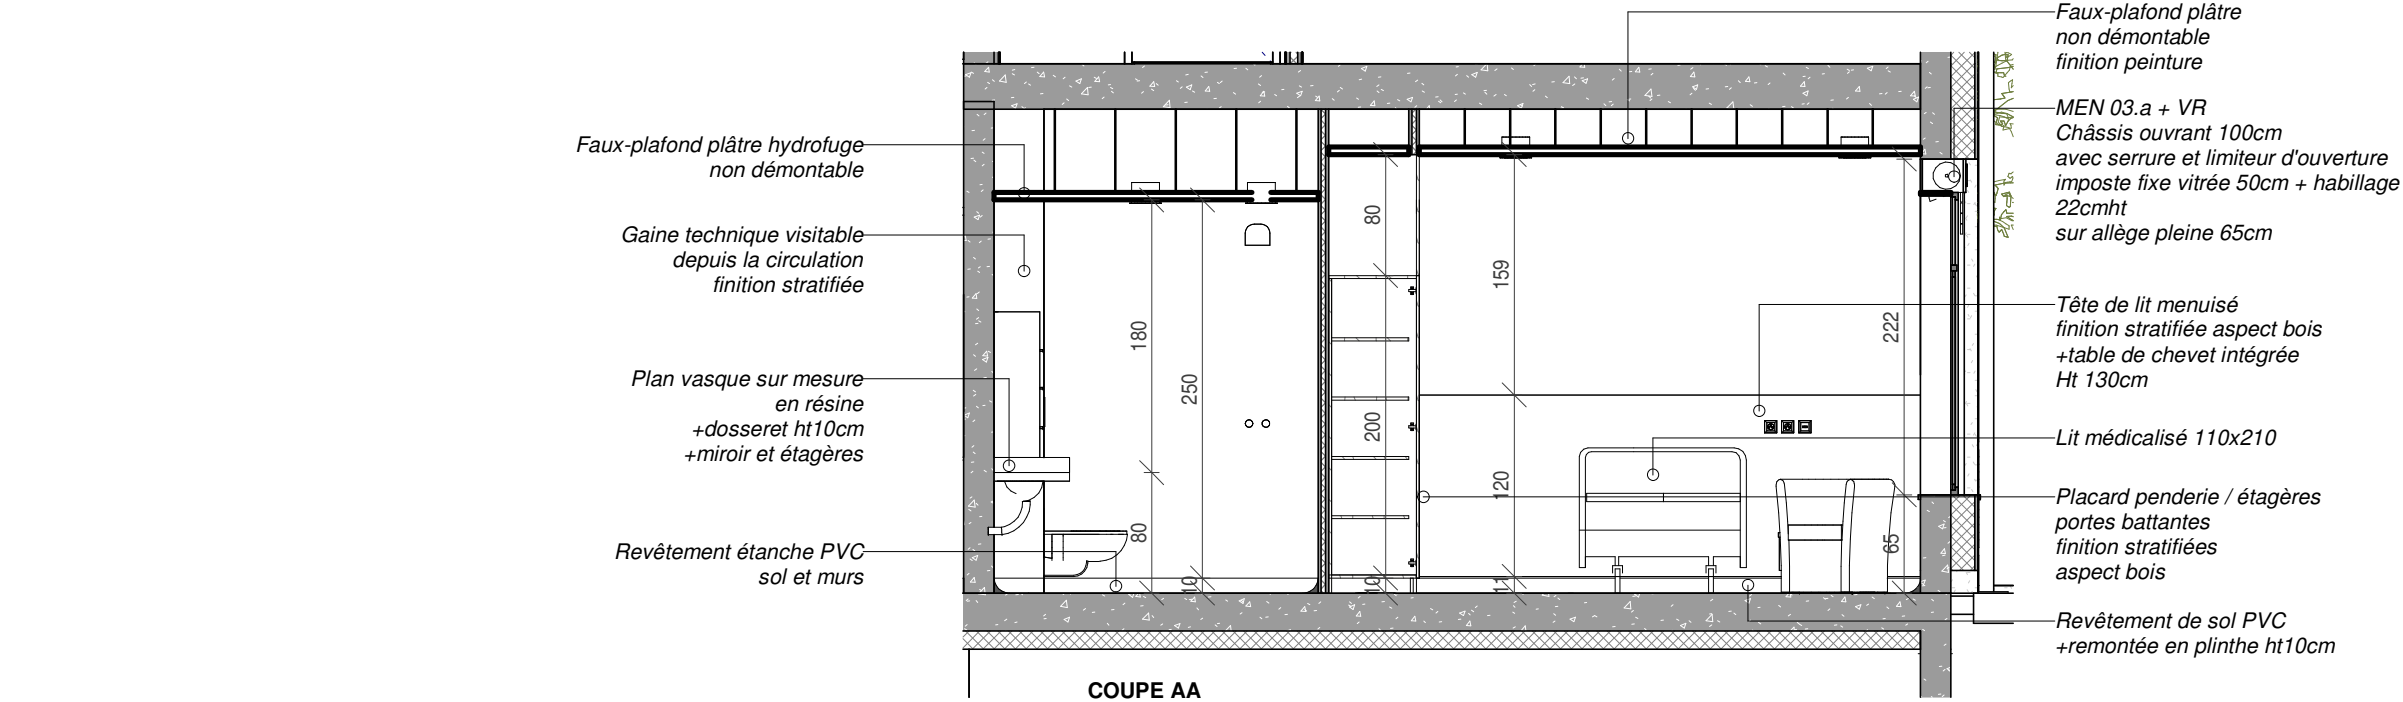 Faux-plafond plâtre
non démontable
finition peinture
MEN 03.a + VR
Châssis ouvrant 100cm
avec serrure et limiteur d'ouverture
imposte fixe vitrée 50cm + habillage
22cmht
sur allège pleine 65cm
Faux-plafond plâtre hydrofuge
non démontable
Gaine technique visitable
depuis la circulation
finition stratifiée
Plan vasque sur mesure
en résine
+dosseret ht10cm
+miroir et étagères
Revêtement étanche PVC
sol et murs
180
80
250
10
80
200
10
159
120
11
222
65
Tête de lit menuisé
finition stratifiée aspect bois
+table de chevet intégrée
Ht 130cm
Lit médicalisé 110x210
Placard penderie / étagères
portes battantes
finition stratifiées
aspect bois
Revêtement de sol PVC
+remontée en plinthe ht10cm
COUPE AA